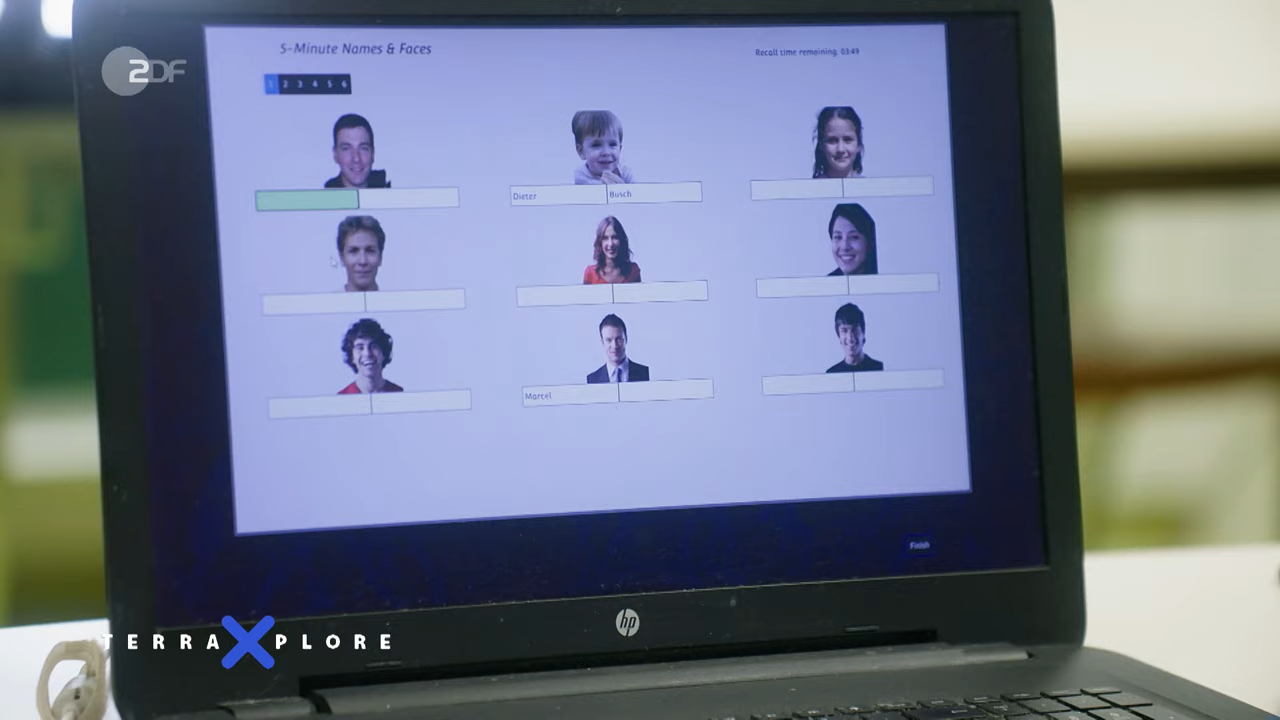 5-Minute Names & Faces
Recall time remaining: 03:49
2DF
1 2 3 4 5 6
Dieter Busch
Marcel
Finish
hp
TERRA XPLORE